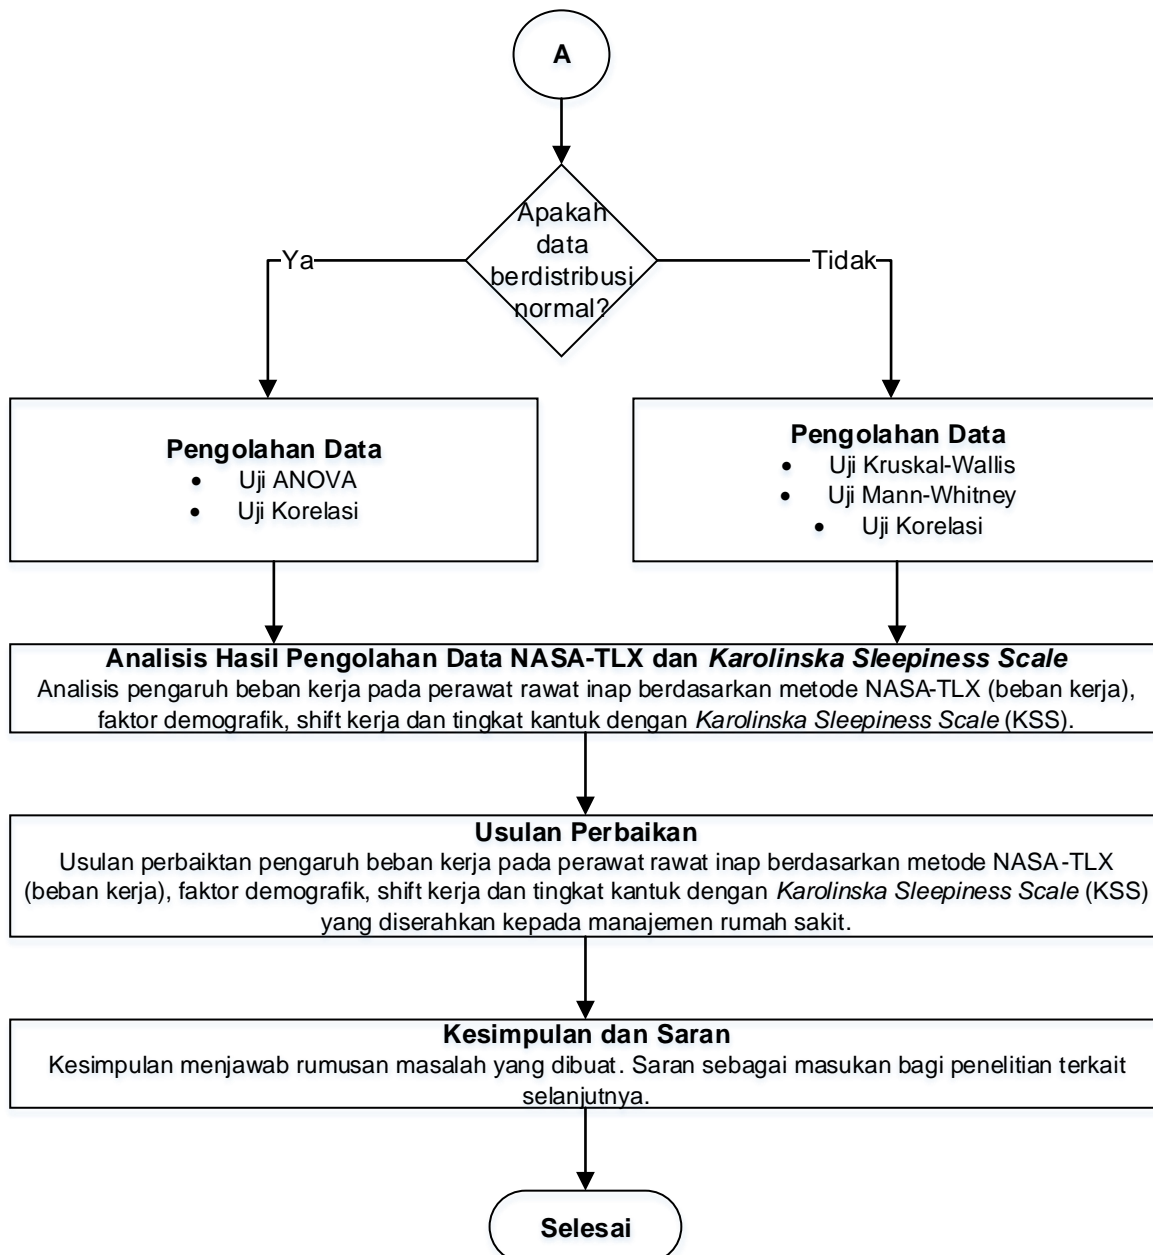 A
Apakah
data
berdistribusi
normal?
Ya
Tidak
Pengolahan Data
• Uji ANOVA
• Uji Korelasi
Pengolahan Data
• Uji Kruskal-Wallis
• Uji Mann-Whitney
• Uji Korelasi
Analisis Hasil Pengolahan Data NASA-TLX dan Karolinska Sleepiness Scale
Analisis pengaruh beban kerja pada perawat rawat inap berdasarkan metode NASA-TLX (beban kerja),
faktor demografik, shift kerja dan tingkat kantuk dengan Karolinska Sleepiness Scale (KSS).
Usulan Perbaikan
Usulan perbaiktan pengaruh beban kerja pada perawat rawat inap berdasarkan metode NASA-TLX
(beban kerja), faktor demografik, shift kerja dan tingkat kantuk dengan Karolinska Sleepiness Scale (KSS)
yang diserahkan kepada manajemen rumah sakit.
Kesimpulan dan Saran
Kesimpulan menjawab rumusan masalah yang dibuat. Saran sebagai masukan bagi penelitian terkait
selanjutnya.
Selesai